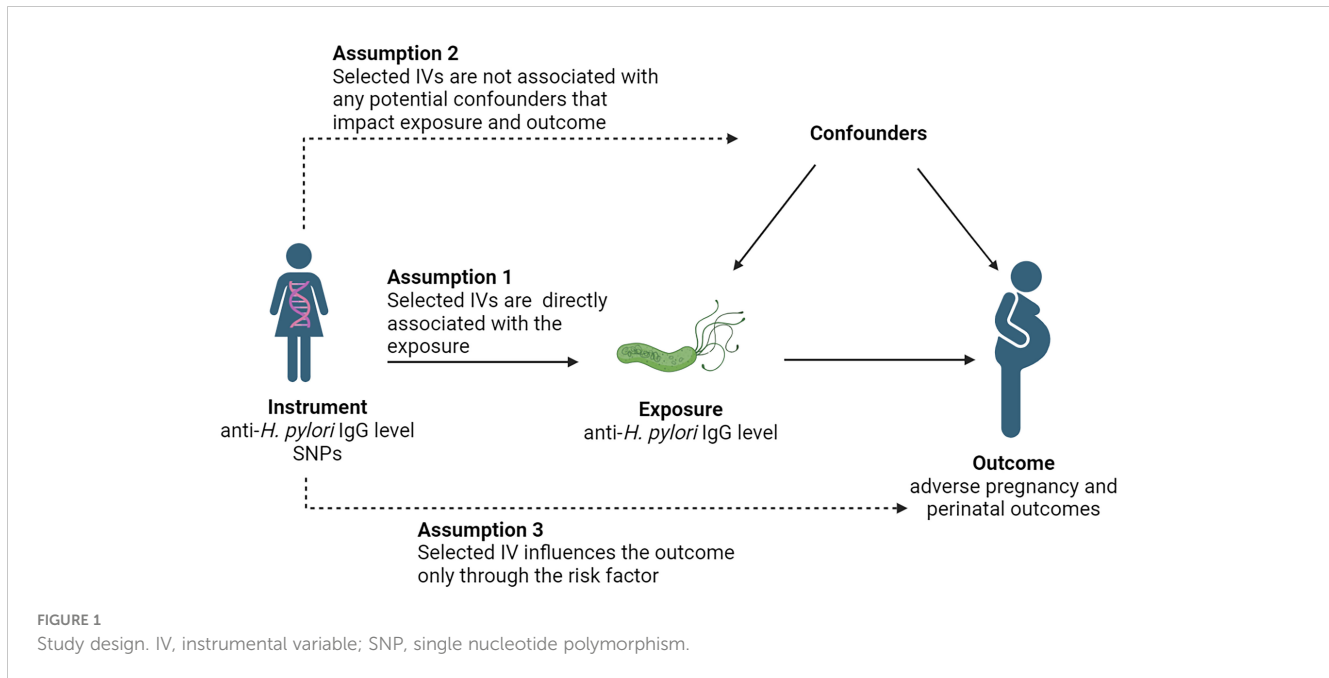 Assumption 2
Selected IVs are not associated with
any potential confounders that
impact exposure and outcome
Confounders
Assumption 1
Selected IVs are directly
associated with the
exposure
Instrument
anti-H. pylori IgG level
SNPs
Exposure
anti-H. pylori IgG level
Outcome
adverse pregnancy and
perinatal outcomes
Assumption 3
Selected IV influences the outcome
only through the risk factor
FIGURE 1
Study design. IV, instrumental variable; SNP, single nucleotide polymorphism.